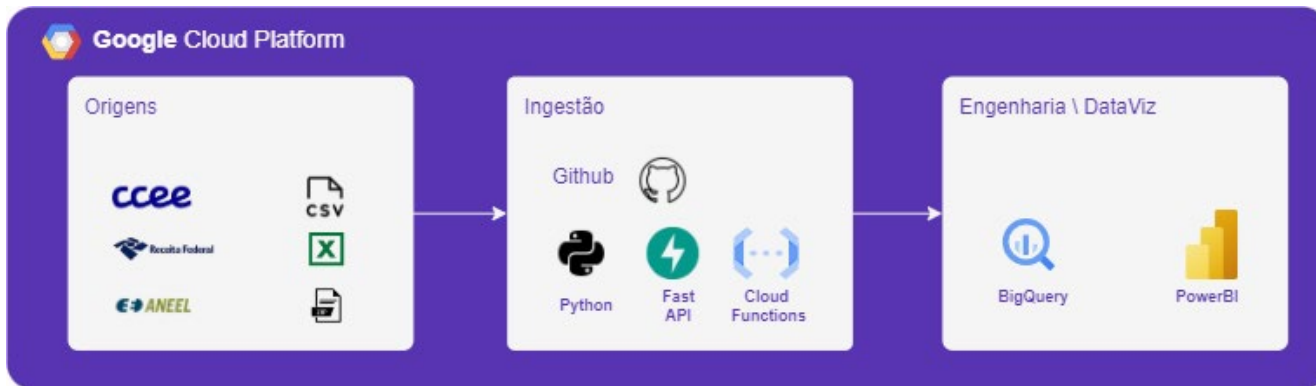 Google Cloud Platform
Origens
ccee
CSV
Receita Federal
X
ANEEL
Ingestão
Github
Python
Fast
API
Cloud
Functions
Engenharia \ DataViz
BigQuery
PowerBI